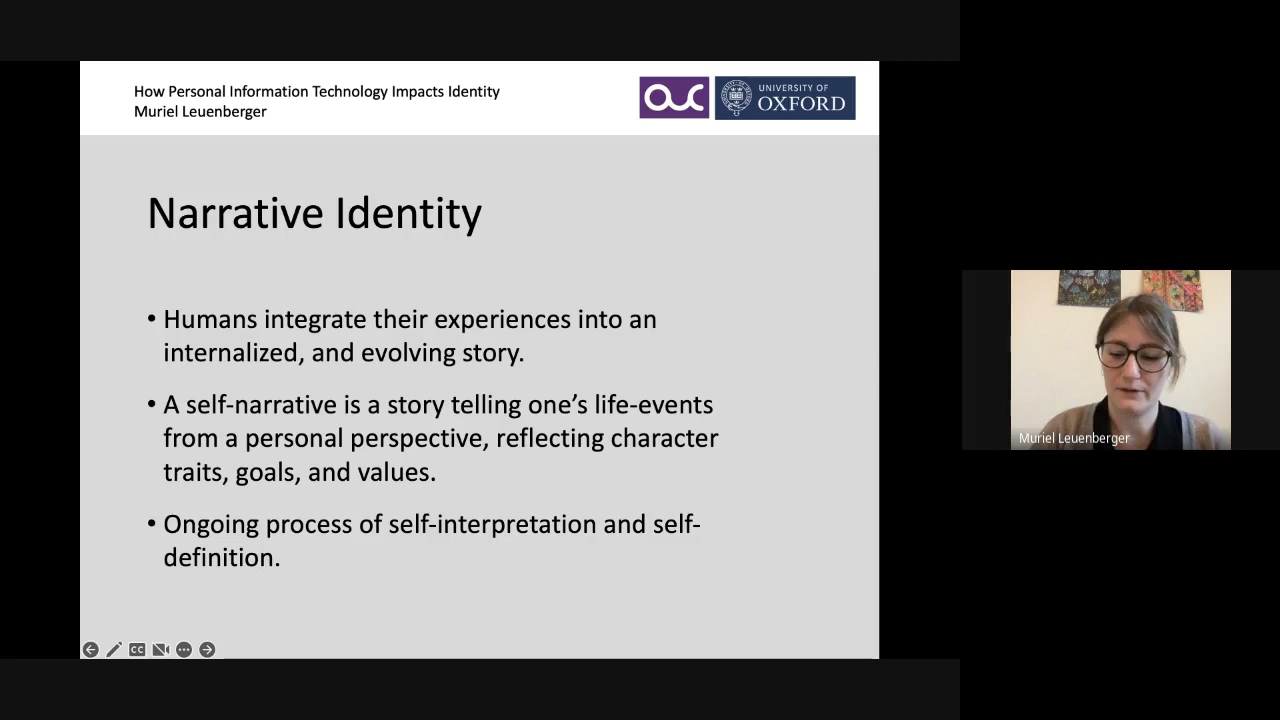 How Personal Information Technology Impacts Identity
Muriel Leuenberger
OUC
UNIVERSITY OF
OXFORD
Narrative Identity
• Humans integrate their experiences into an
internalized, and evolving story.
• A self-narrative is a story telling one’s life-events
from a personal perspective, reflecting character
traits, goals, and values.
• Ongoing process of self-interpretation and self-
definition.
CC
Muriel Leuenberger